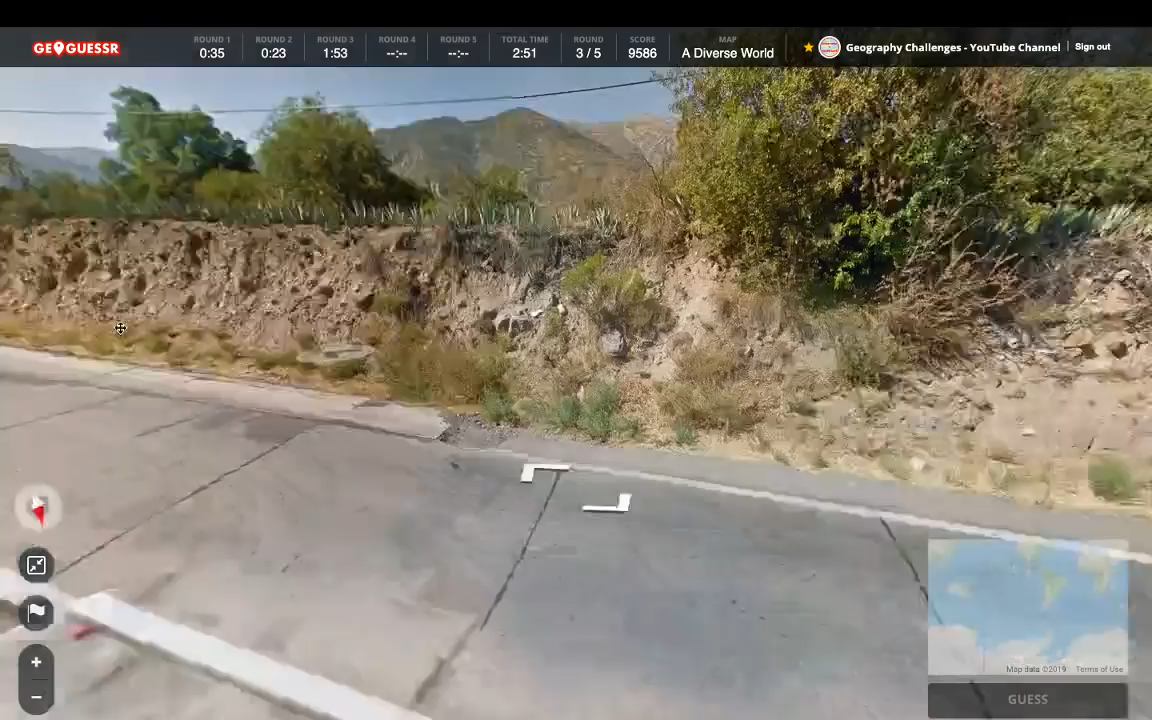 GEOGUESSR
ROUND 1 ROUND 2 ROUND 3 ROUND 4 ROUND 5 TOTAL TIME ROUND SCORE MAP
0:35 0:23 1:53 --:-- --:-- 2:51 3 / 5 9586 A Diverse World
Geography Challenges - YouTube Channel
Sign out
Map data ©2019 Terms of Use
GUESS